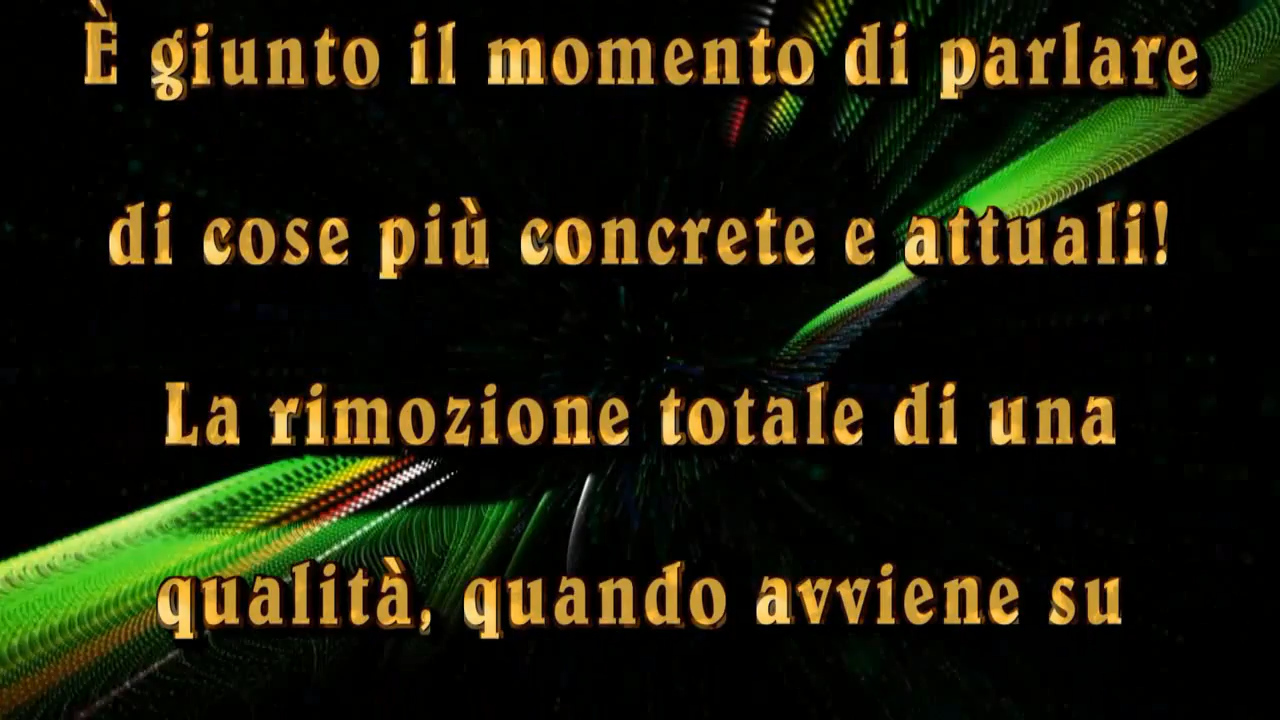 È giunto il momento di parlare
di cose più concrete e attuali!
La rimozione totale di una
qualità, quando avviene su